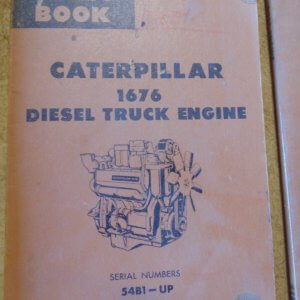 BOOK
CATERPILLAR
1676
DIESEL TRUCK ENGINE
SERIAL NUMBERS
54B1-UP